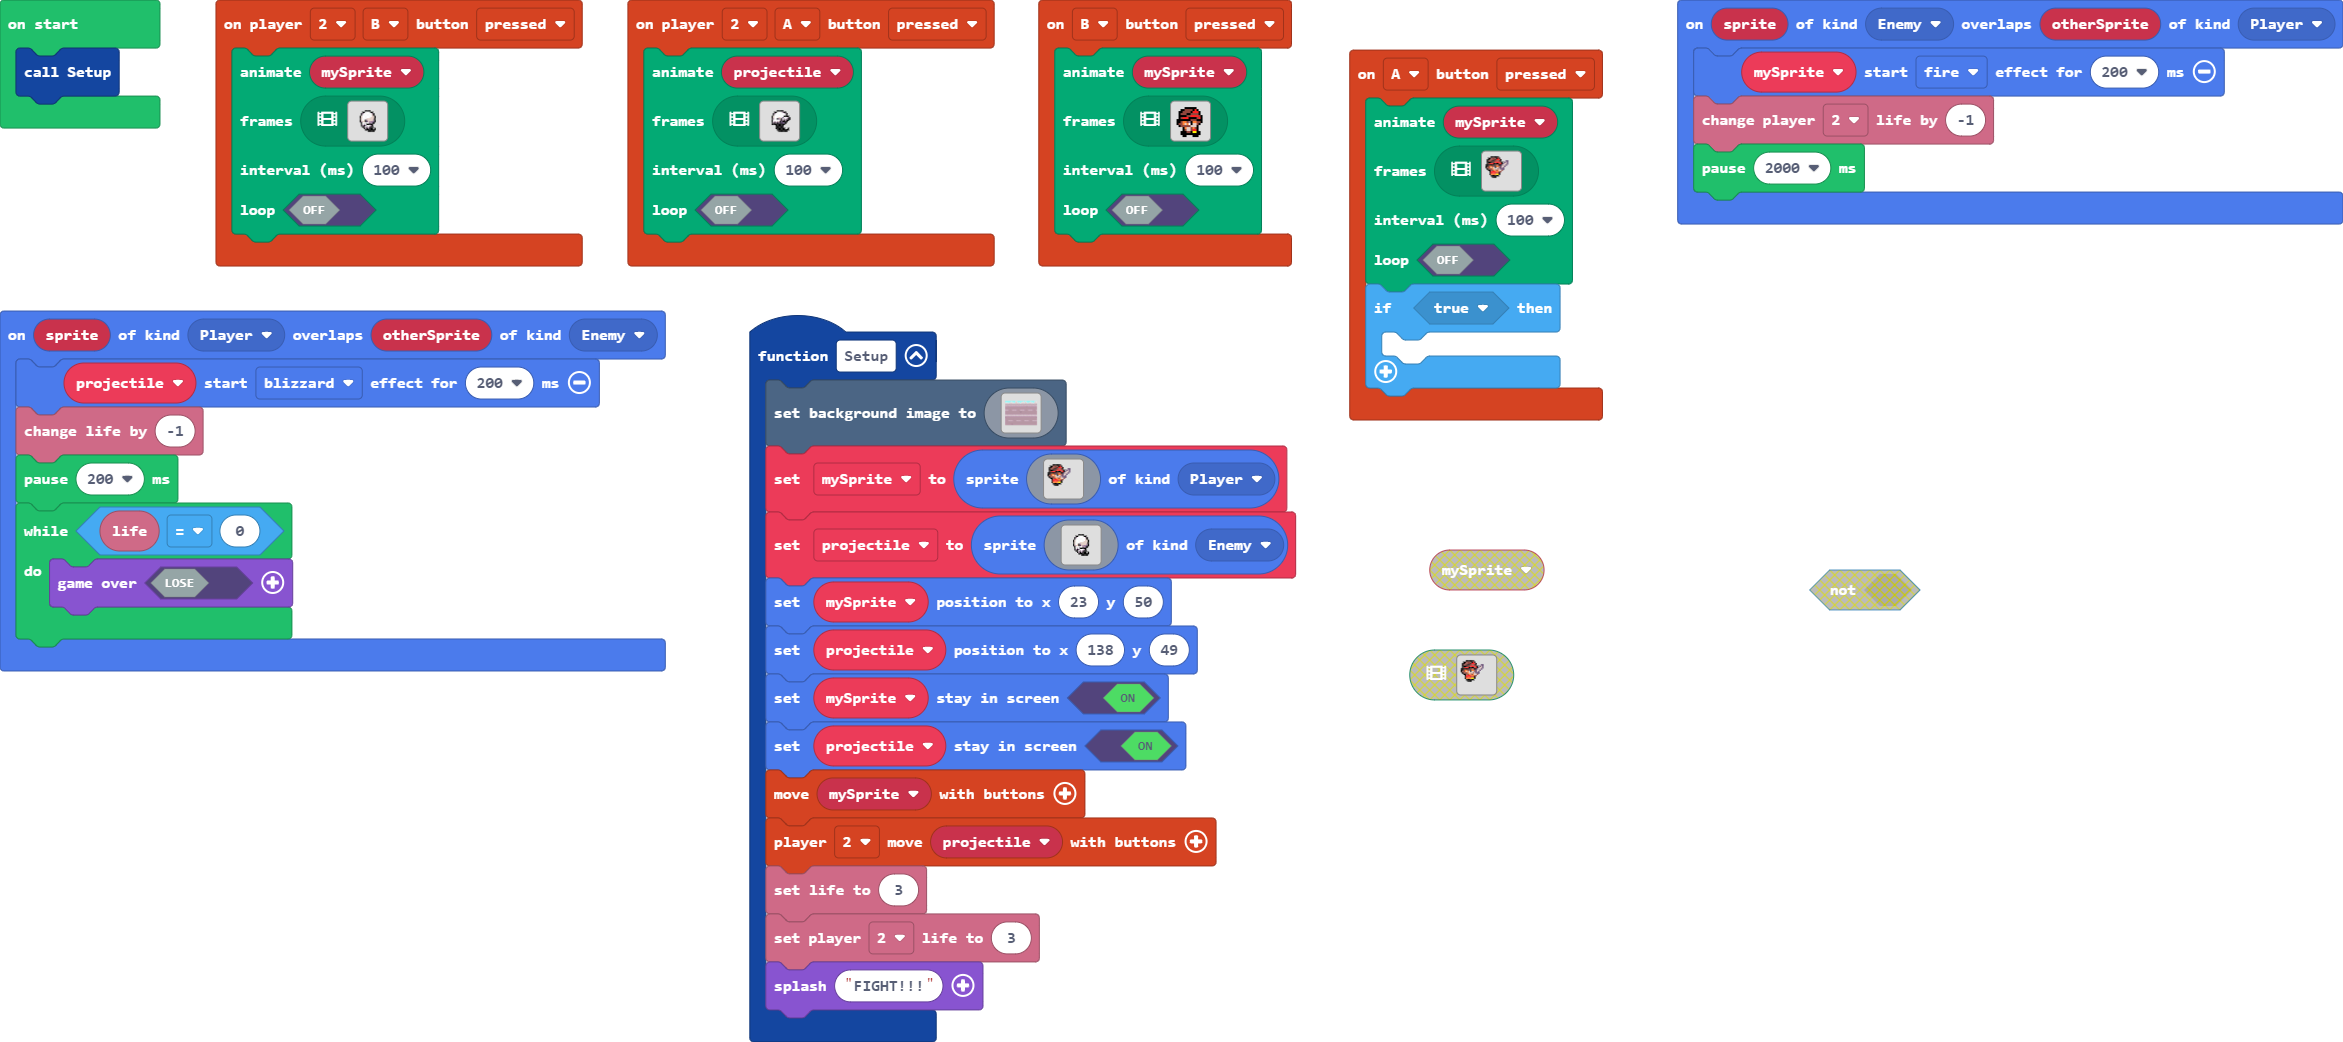 on start
call Setup
on player 2 B button pressed
animate mySprite
frames
interval (ms) 100
loop OFF
on player 2 A button pressed
animate projectile
frames
interval (ms) 100
loop OFF
on B button pressed
animate mySprite
frames
interval (ms) 100
loop OFF
on A button pressed
animate mySprite
frames
interval (ms) 100
loop OFF
if true then
on sprite of kind Enemy overlaps otherSprite of kind Player
mySprite start fire effect for 200 ms
change player 2 life by -1
pause 2000 ms
on sprite of kind Player overlaps otherSprite of kind Enemy
projectile start blizzard effect for 200 ms
change life by -1
pause 200 ms
while life = 0
do game over LOSE
function Setup
set background image to
set mySprite to sprite of kind Player
set projectile to sprite of kind Enemy
set mySprite position to x 23 y 50
set projectile position to x 138 y 49
set mySprite stay in screen ON
set projectile stay in screen ON
move mySprite with buttons
player 2 move projectile with buttons
set life to 3
set player 2 life to 3
splash "FIGHT!!!"
mySprite
not